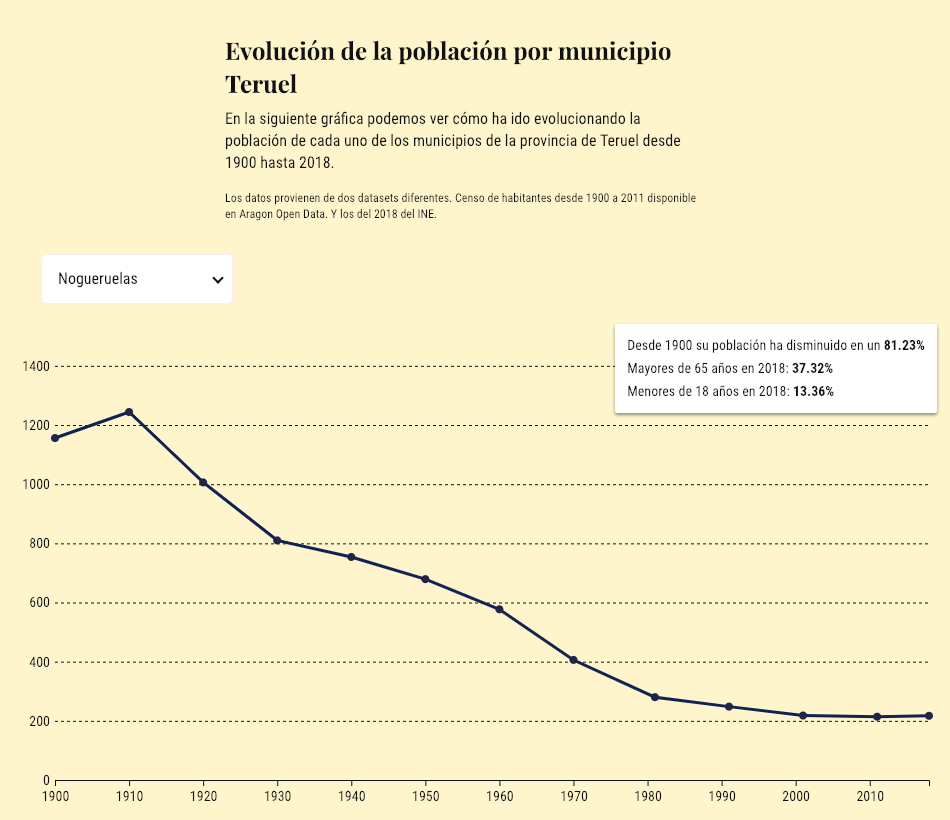 Evolución de la población por municipio
Teruel
En la siguiente gráfica podemos ver cómo ha ido evolucionando la
población de cada uno de los municipios de la provincia de Teruel desde
1900 hasta 2018.
Los datos provienen de dos datasets diferentes. Censo de habitantes desde 1900 a 2011 disponible
en Aragon Open Data. Y los del 2018 del INE.
Nogueruelas
Desde 1900 su población ha disminuido en un 81.23%
Mayores de 65 años en 2018: 37.32%
Menores de 18 años en 2018: 13.36%
1400
1200
1000
800
600
400
200
0
1900 1910 1920 1930 1940 1950 1960 1970 1980 1990 2000 2010